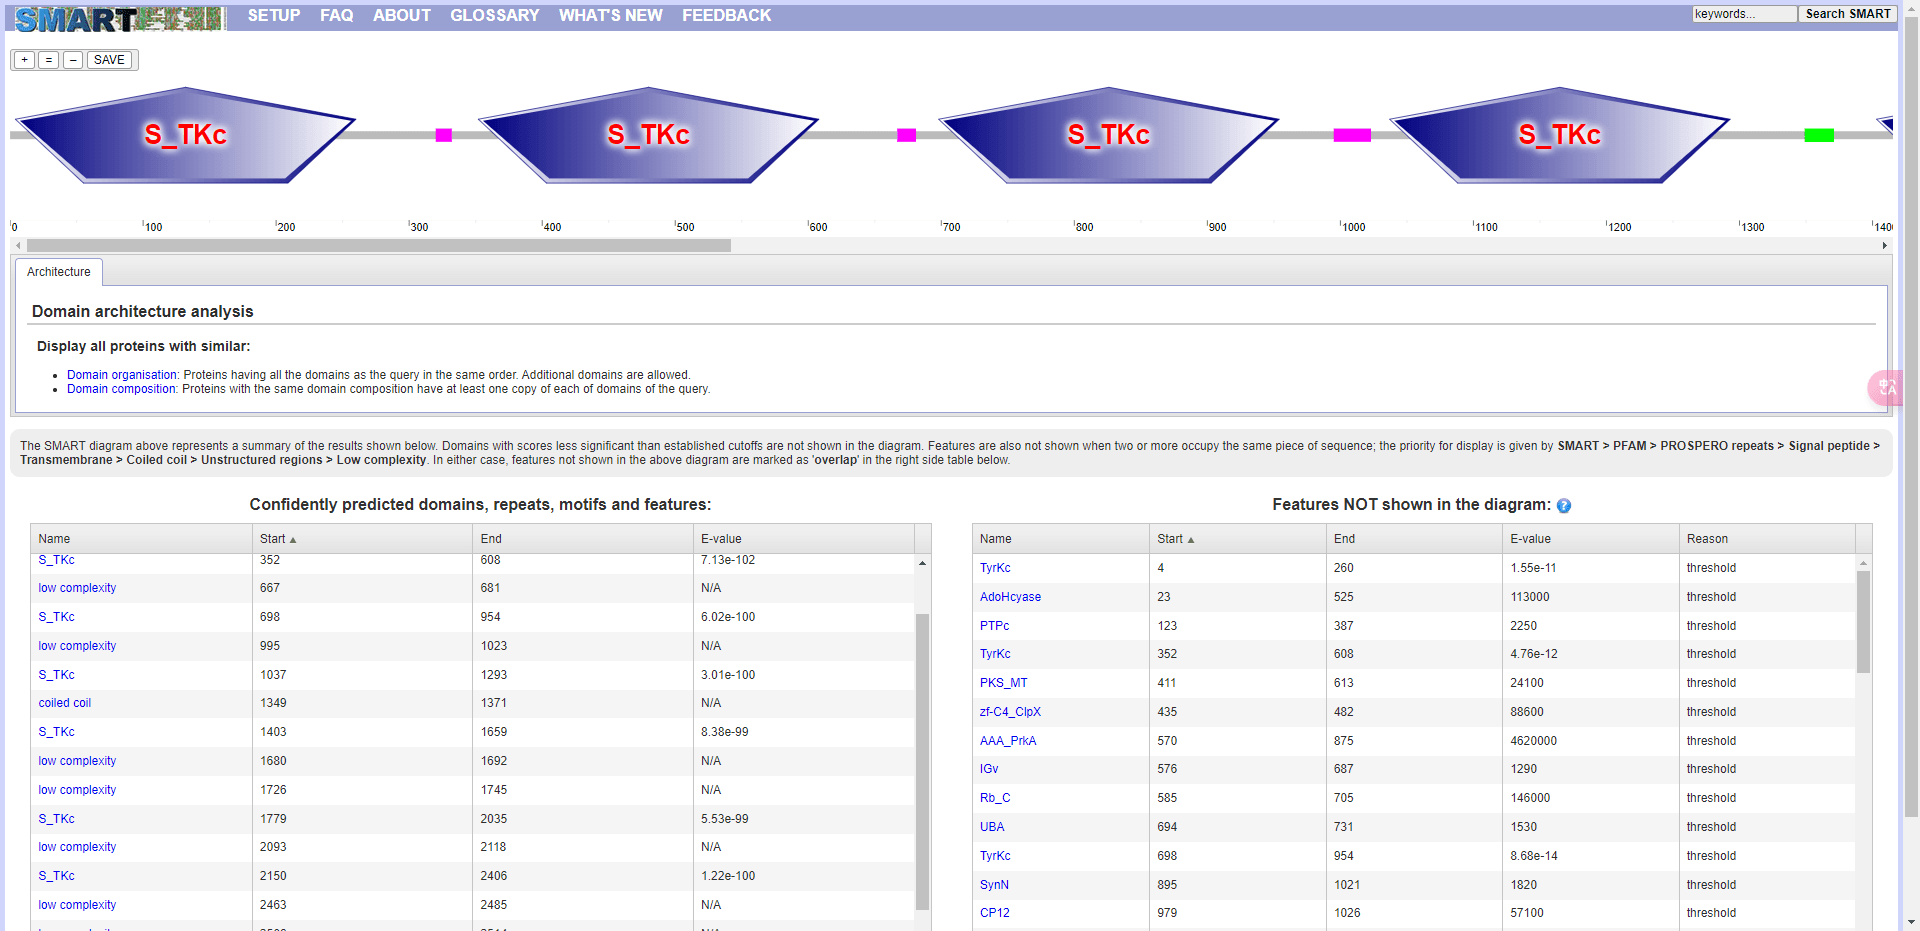 SMART SETUP FAQ ABOUT GLOSSARY WHAT'S NEW FEEDBACK keywords... Search SMART
+ = – SAVE
S_TKc S_TKc S_TKc S_TKc
0 100 200 300 400 500 600 700 800 900 1000 1100 1200 1300
Architecture
Domain architecture analysis
Display all proteins with similar:
Domain organisation: Proteins having all the domains as the query in the same order. Additional domains are allowed.
Domain composition: Proteins with the same domain composition have at least one copy of each of domains of the query.
The SMART diagram above represents a summary of the results shown below. Domains with scores less significant than established cutoffs are not shown in the diagram. Features are also not shown when two or more occupy the same piece of sequence; the priority for display is given by SMART > PFAM > PROSPERO repeats > Signal peptide >
Transmembrane > Coiled coil > Unstructured regions > Low complexity. In either case, features not shown in the above diagram are marked as 'overlap' in the right side table below.
Confidently predicted domains, repeats, motifs and features:
Name Start ▲ End E-value
S_TKc 352 608 7.13e-102
low complexity 667 681 N/A
S_TKc 698 954 6.02e-100
low complexity 995 1023 N/A
S_TKc 1037 1293 3.01e-100
coiled coil 1349 1371 N/A
S_TKc 1403 1659 8.38e-99
low complexity 1680 1692 N/A
low complexity 1726 1745 N/A
S_TKc 1779 2035 5.53e-99
low complexity 2093 2118 N/A
S_TKc 2150 2406 1.22e-100
low complexity 2463 2485 N/A
Features NOT shown in the diagram: ?
Name Start ▲ End E-value Reason
TyrKc 4 260 1.55e-11 threshold
AdoHcyase 23 525 113000 threshold
PTPc 123 387 2250 threshold
TyrKc 352 608 4.76e-12 threshold
PKS_MT 411 613 24100 threshold
zf-C4_ClpX 435 482 88600 threshold
AAA_PrkA 570 875 4620000 threshold
IGv 576 687 1290 threshold
Rb_C 585 705 146000 threshold
UBA 694 731 1530 threshold
TyrKc 698 954 8.68e-14 threshold
SynN 895 1021 1820 threshold
CP12 979 1026 57100 threshold